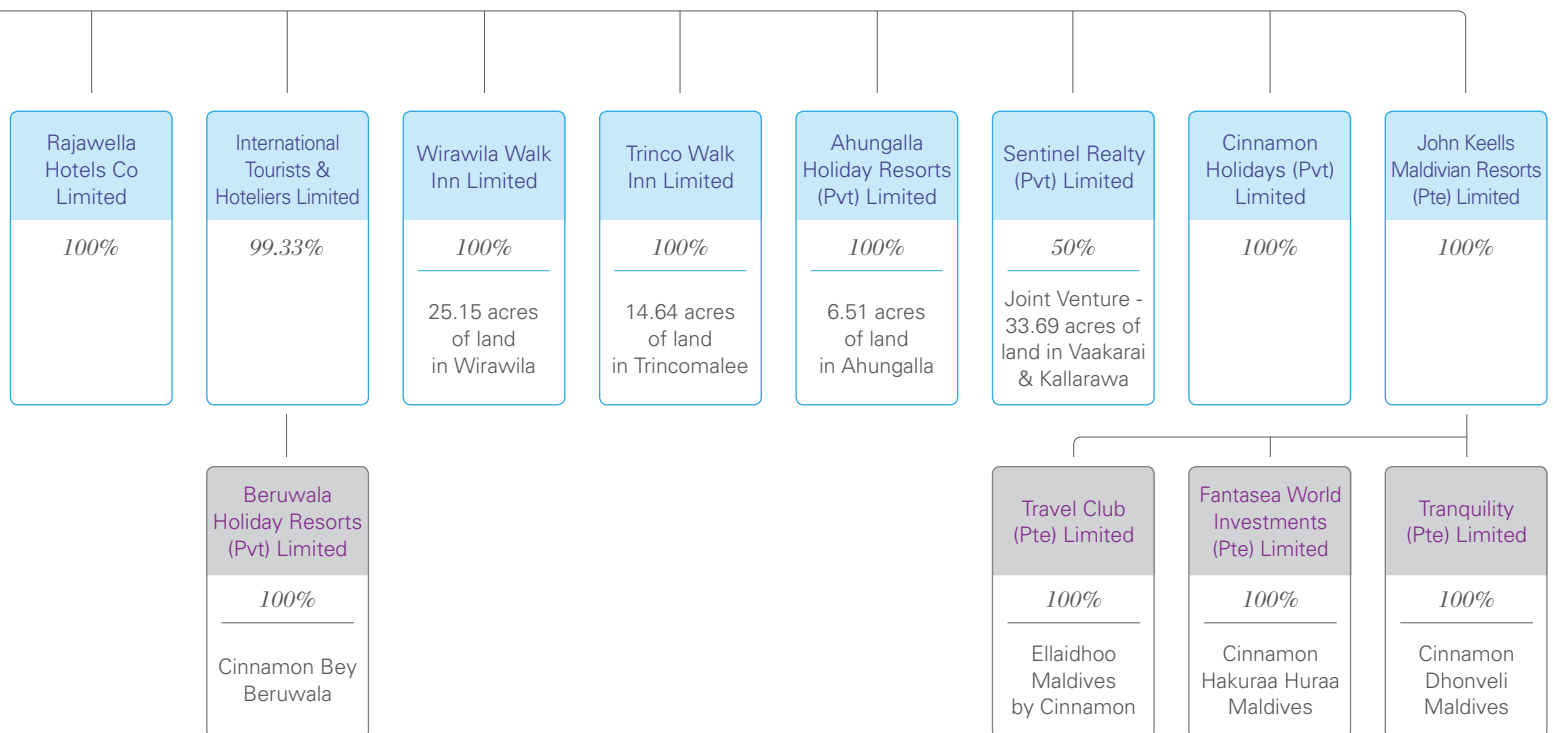 Rajawella
Hotels Co
Limited
100%
International
Tourists &
Hoteliers Limited
99.33%
Wirawila Walk
Inn Limited
100%
25.15 acres
of land
in Wirawila
Trinco Walk
Inn Limited
100%
14.64 acres
of land
in Trincomalee
Ahungalla
Holiday Resorts
(Pvt) Limited
100%
6.51 acres
of land
in Ahungalla
Sentinel Realty
(Pvt) Limited
50%
Joint Venture -
33.69 acres of
land in Vaakarai
& Kallarawa
Cinnamon
Holidays (Pvt)
Limited
100%
John Keells
Maldivian Resorts
(Pte) Limited
100%
Beruwala
Holiday Resorts
(Pvt) Limited
100%
Cinnamon Bey
Beruwala
Travel Club
(Pte) Limited
100%
Ellaidhoo
Maldives
by Cinnamon
Fantasea World
Investments
(Pte) Limited
100%
Cinnamon
Hakuraa Huraa
Maldives
Tranquility
(Pte) Limited
100%
Cinnamon
Dhonveli
Maldives